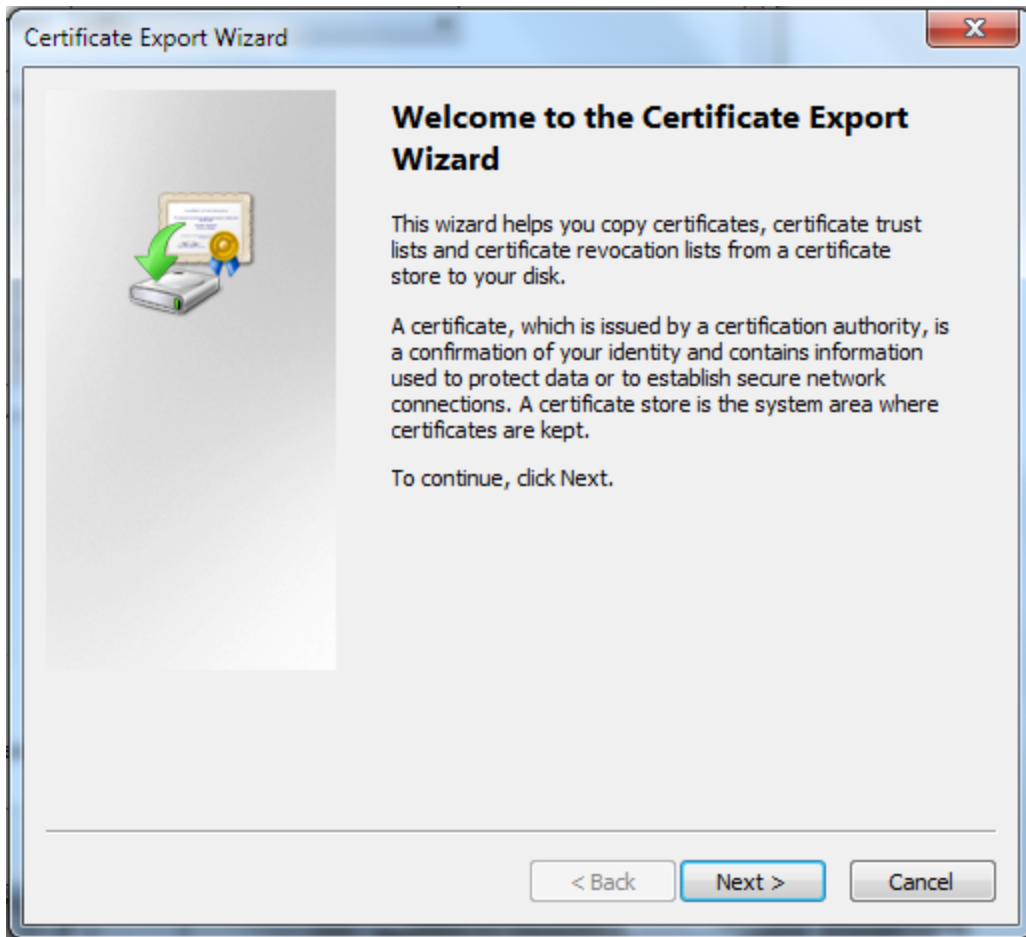 Certificate Export Wizard
Welcome to the Certificate Export
Wizard
This wizard helps you copy certificates, certificate trust
lists and certificate revocation lists from a certificate
store to your disk.
A certificate, which is issued by a certification authority, is
a confirmation of your identity and contains information
used to protect data or to establish secure network
connections. A certificate store is the system area where
certificates are kept.
To continue, click Next.
< Back
Next >
Cancel